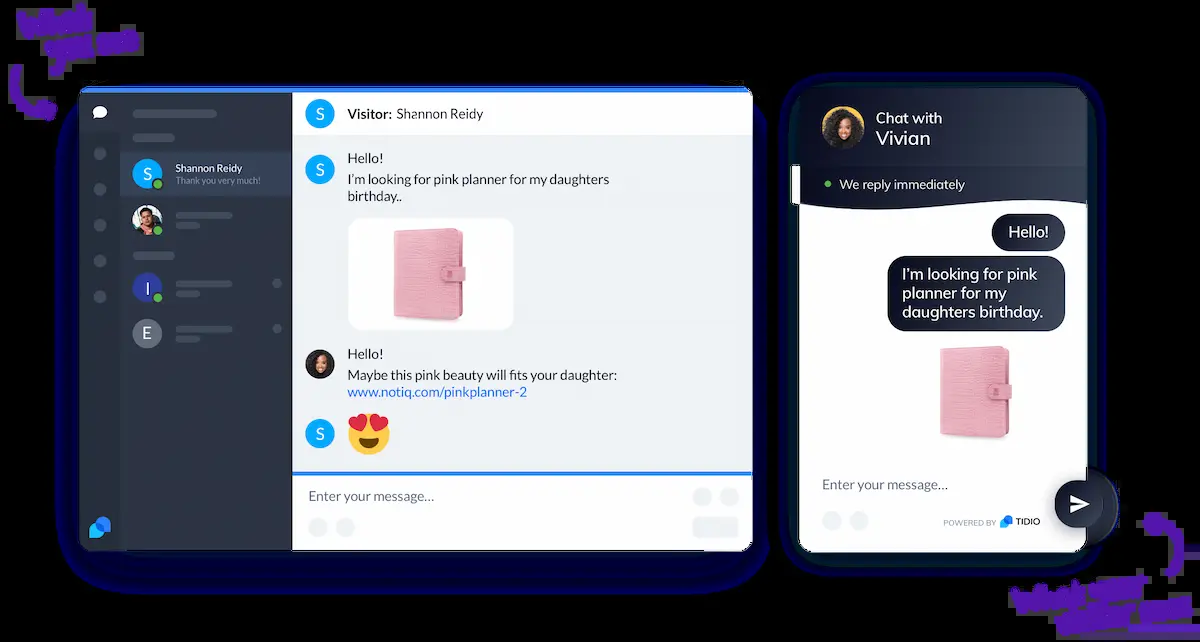 What
you see
Visitor: Shannon Reidy
Shannon Reidy
Thank you very much!
S
S
S
I
E
S
Hello!
I'm looking for pink planner for my daughters
birthday..
Hello!
Maybe this pink beauty will fits your daughter:
www.notiq.com/pinkplanner-2
Enter your message...
Chat with
Vivian
We reply immediately
Hello!
I'm looking for pink
planner for my
daughters birthday.
Enter your message...
POWERED BY TIDIO
What your